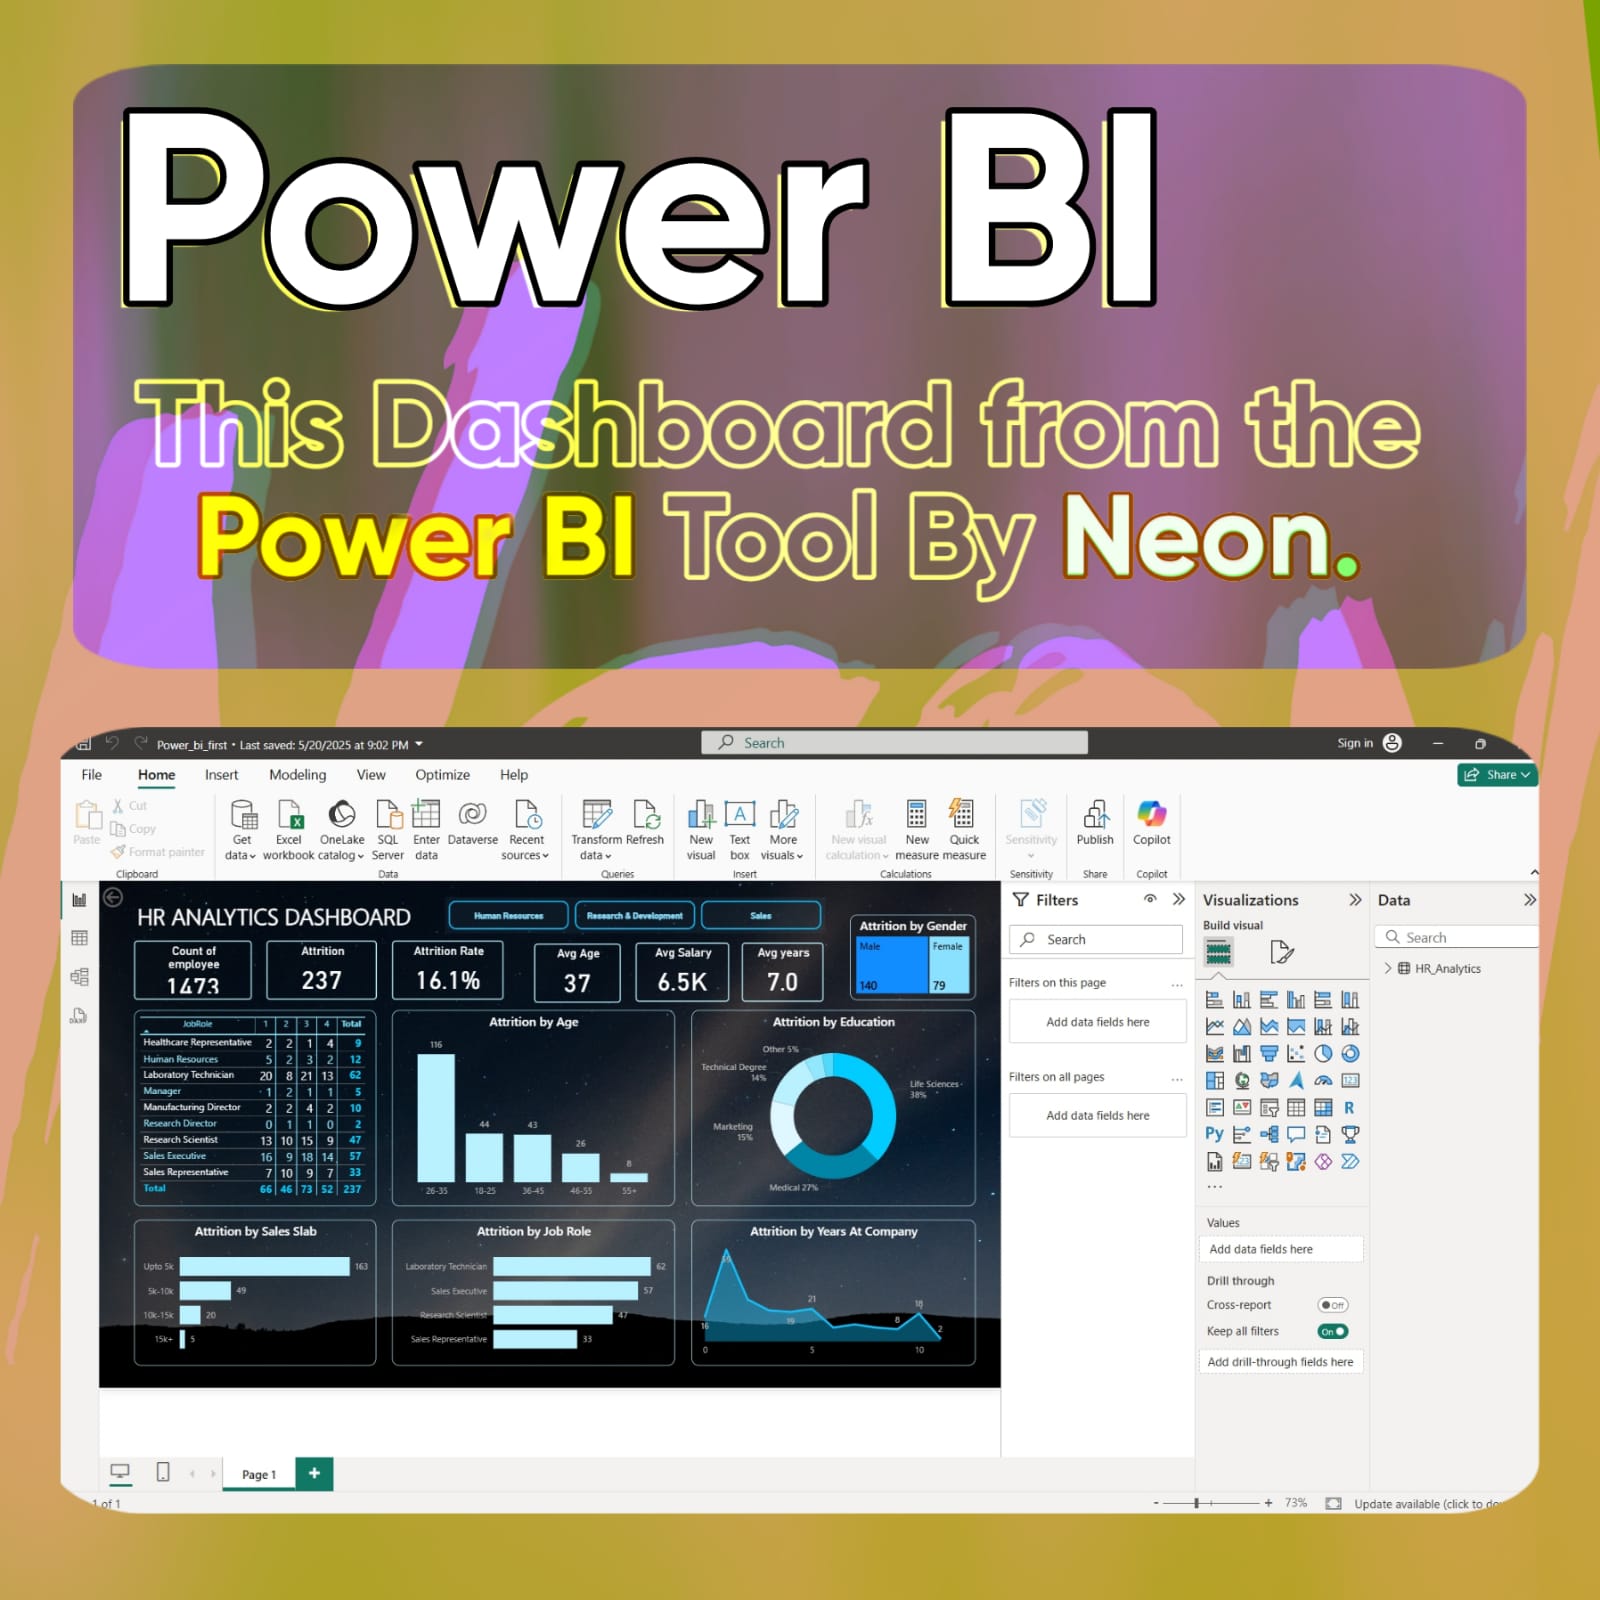 Power BI
This Dashboard from the
Power BI Tool By Neon.
Power_bi_first • Last saved: 5/20/2025 at 9:02 PM
Search
Sign in
File Home Insert Modeling View Optimize Help
Share
Paste
Cut
Copy
Format painter
Clipboard
Get data
Excel workbook
OneLake catalog
SQL Server
Enter data
Dataverse
Recent sources
Data
Transform data
Refresh
Queries
New visual
Text box
More visuals
Insert
New visual calculation
New measure
Quick measure
Calculations
Sensitivity
Sensitivity
Publish
Share
Copilot
Copilot
HR ANALYTICS DASHBOARD
Human Resources
Research & Development
Sales
Count of employee
1473
Attrition
237
Attrition Rate
16.1%
Avg Age
37
Avg Salary
6.5K
Avg years
7.0
Attrition by Gender
Male
Female
140
79
JobRole 1 2 3 4 Total
Healthcare Representative 2 2 1 4 9
Human Resources 5 2 3 2 12
Laboratory Technician 20 8 21 13 62
Manager 1 2 1 1 5
Manufacturing Director 2 2 4 2 10
Research Director 0 1 1 0 2
Research Scientist 13 10 15 9 47
Sales Executive 16 9 18 14 57
Sales Representative 7 10 9 7 33
Total 66 46 73 52 237
Attrition by Age
116
44
43
26
8
26-35 18-25 36-45 46-55 55+
Attrition by Education
Other 5%
Technical Degree 14%
Life Sciences 38%
Marketing 15%
Medical 27%
Attrition by Sales Slab
Upto 5k 163
5k-10k 49
10k-15k 20
15k+ 5
Attrition by Job Role
Laboratory Technician 62
Sales Executive 57
Research Scientist 47
Sales Representative 33
Attrition by Years At Company
16
19
21
8
18
2
0 5 10
Filters
Search
Filters on this page
...
Add data fields here
Filters on all pages
...
Add data fields here
Visualizations
Build visual
123
R
Py
...
Values
Add data fields here
Drill through
Cross-report
Off
Keep all filters
On
Add drill-through fields here
Data
Search
HR_Analytics
Page 1
+
1 of 1
- + 73%
Update available (click to